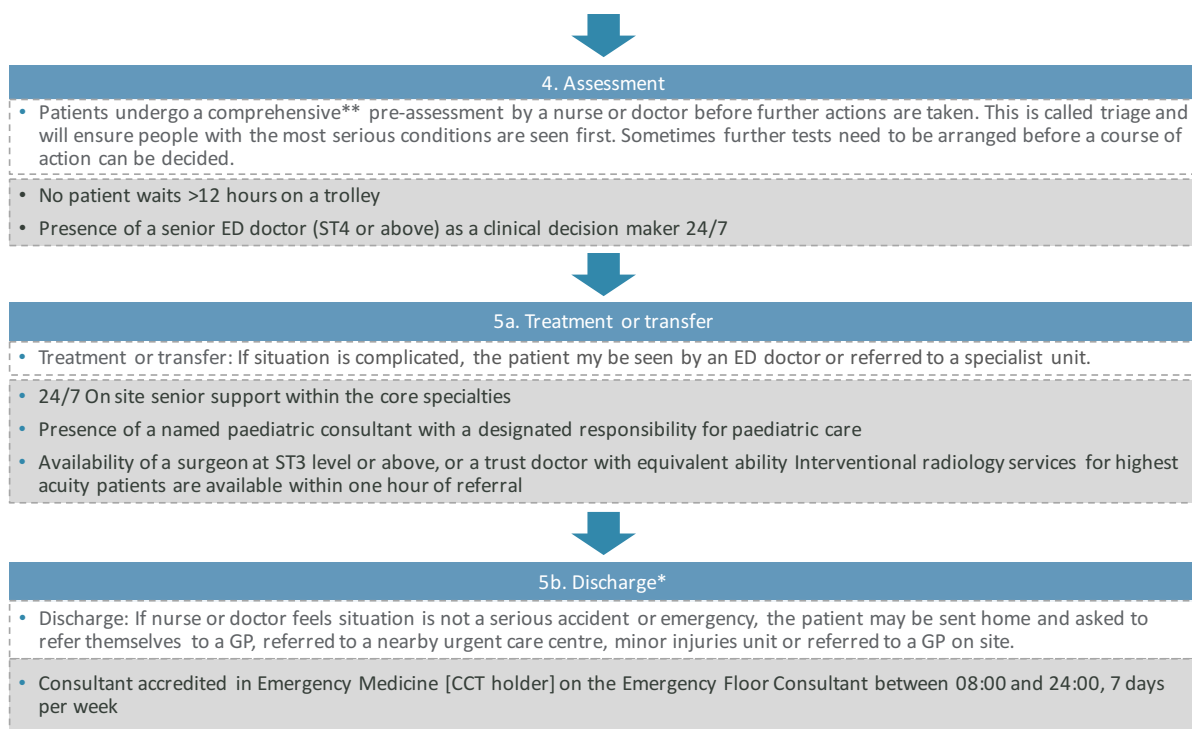 4. Assessment
• Patients undergo a comprehensive** pre-assessment by a nurse or doctor before further actions are taken. This is called triage and
will ensure people with the most serious conditions are seen first. Sometimes further tests need to be arranged before a course of
action can be decided.
• No patient waits >12 hours on a trolley
• Presence of a senior ED doctor (ST4 or above) as a clinical decision maker 24/7
5a. Treatment or transfer
• Treatment or transfer: If situation is complicated, the patient my be seen by an ED doctor or referred to a specialist unit.
• 24/7 On site senior support within the core specialties
• Presence of a named paediatric consultant with a designated responsibility for paediatric care
• Availability of a surgeon at ST3 level or above, or a trust doctor with equivalent ability Interventional radiology services for highest
acuity patients are available within one hour of referral
5b. Discharge*
• Discharge: If nurse or doctor feels situation is not a serious accident or emergency, the patient may be sent home and asked to
refer themselves to a GP, referred to a nearby urgent care centre, minor injuries unit or referred to a GP on site.
• Consultant accredited in Emergency Medicine [CCT holder] on the Emergency Floor Consultant between 08:00 and 24:00, 7 days
per week